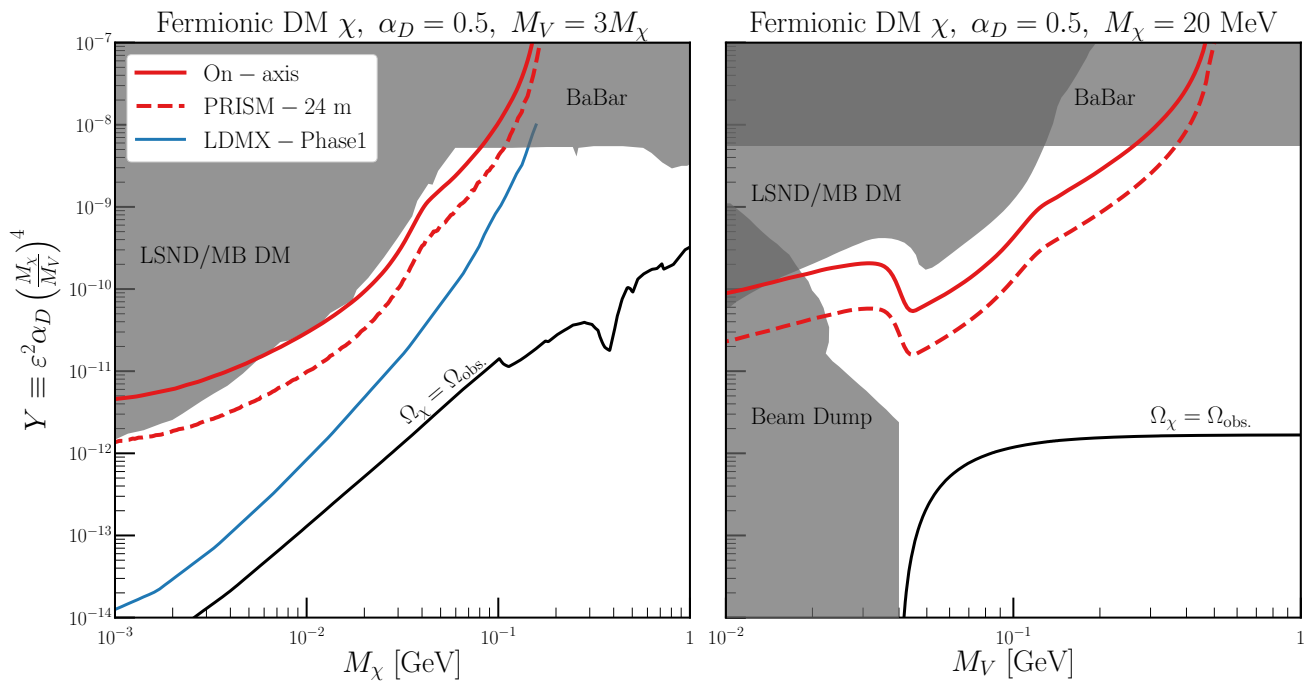 Fermionic DM χ, α_D = 0.5, M_V = 3M_χ
Fermionic DM χ, α_D = 0.5, M_χ = 20 MeV
On − axis
PRISM − 24 m
LDMX − Phase1
BaBar
LSND/MB DM
Ω_χ = Ω_obs.
Y ≡ ε²α_D (M_χ/M_V)⁴
10⁻⁷
10⁻⁸
10⁻⁹
10⁻¹⁰
10⁻¹¹
10⁻¹²
10⁻¹³
10⁻¹⁴
10⁻³
10⁻²
10⁻¹
1
M_χ [GeV]
BaBar
LSND/MB DM
Beam Dump
Ω_χ = Ω_obs.
10⁻²
10⁻¹
1
M_V [GeV]